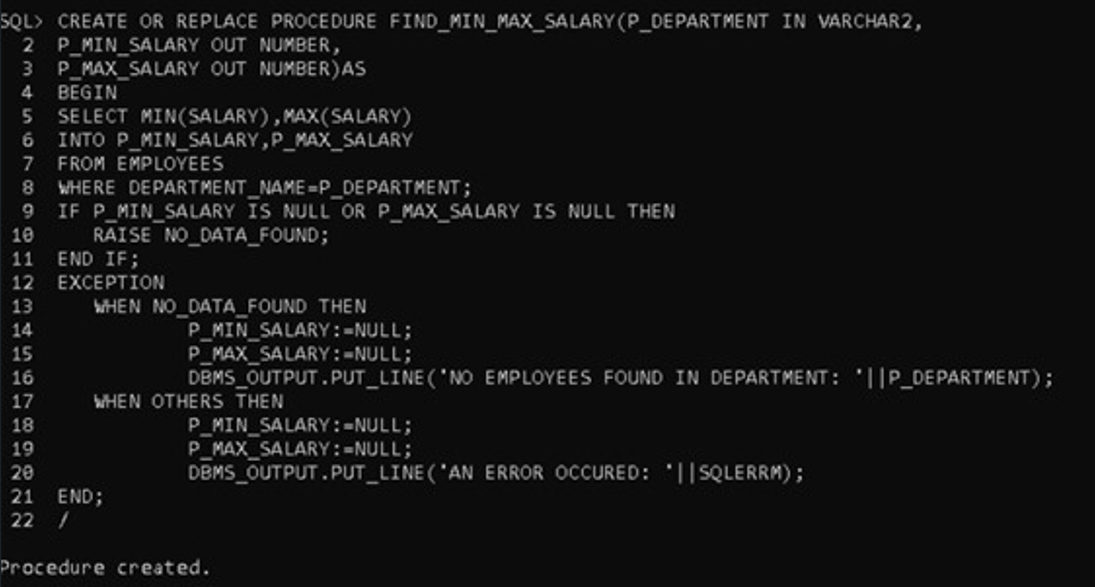 SQL> CREATE OR REPLACE PROCEDURE FIND_MIN_MAX_SALARY(P_DEPARTMENT IN VARCHAR2,
2 P_MIN_SALARY OUT NUMBER,
3 P_MAX_SALARY OUT NUMBER)AS
4 BEGIN
5 SELECT MIN(SALARY),MAX(SALARY)
6 INTO P_MIN_SALARY,P_MAX_SALARY
7 FROM EMPLOYEES
8 WHERE DEPARTMENT_NAME=P_DEPARTMENT;
9 IF P_MIN_SALARY IS NULL OR P_MAX_SALARY IS NULL THEN
10 RAISE NO_DATA_FOUND;
11 END IF;
12 EXCEPTION
13 WHEN NO_DATA_FOUND THEN
14 P_MIN_SALARY:=NULL;
15 P_MAX_SALARY:=NULL;
16 DBMS_OUTPUT.PUT_LINE('NO EMPLOYEES FOUND IN DEPARTMENT: '||P_DEPARTMENT);
17 WHEN OTHERS THEN
18 P_MIN_SALARY:=NULL;
19 P_MAX_SALARY:=NULL;
20 DBMS_OUTPUT.PUT_LINE('AN ERROR OCCURED: '||SQLERRM);
21 END;
22 /
Procedure created.